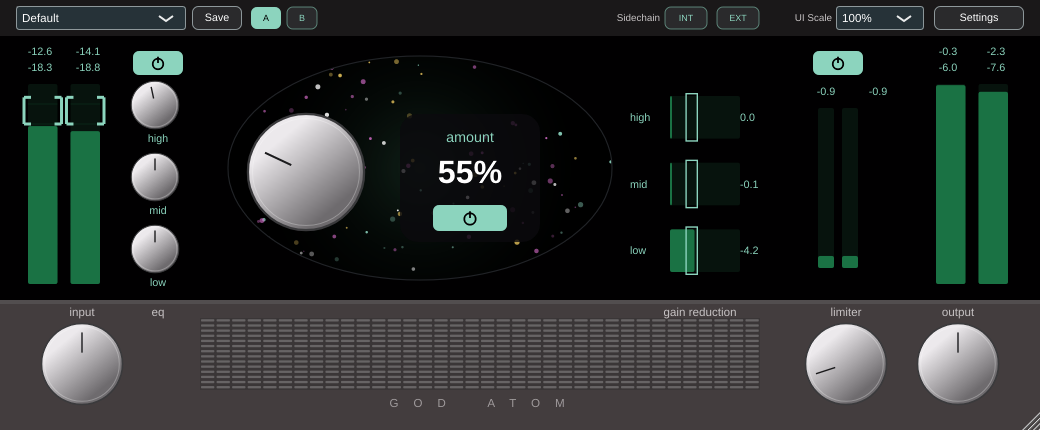 Default
Save
A
B
Sidechain
INT
EXT
UI Scale
100%
Settings
-12.6 -14.1
-18.3 -18.8
high
mid
low
amount
55%
high 0.0
mid -0.1
low -4.2
-0.9 -0.9
-0.3 -2.3
-6.0 -7.6
input
eq
gain reduction
limiter
output
GOD ATOM